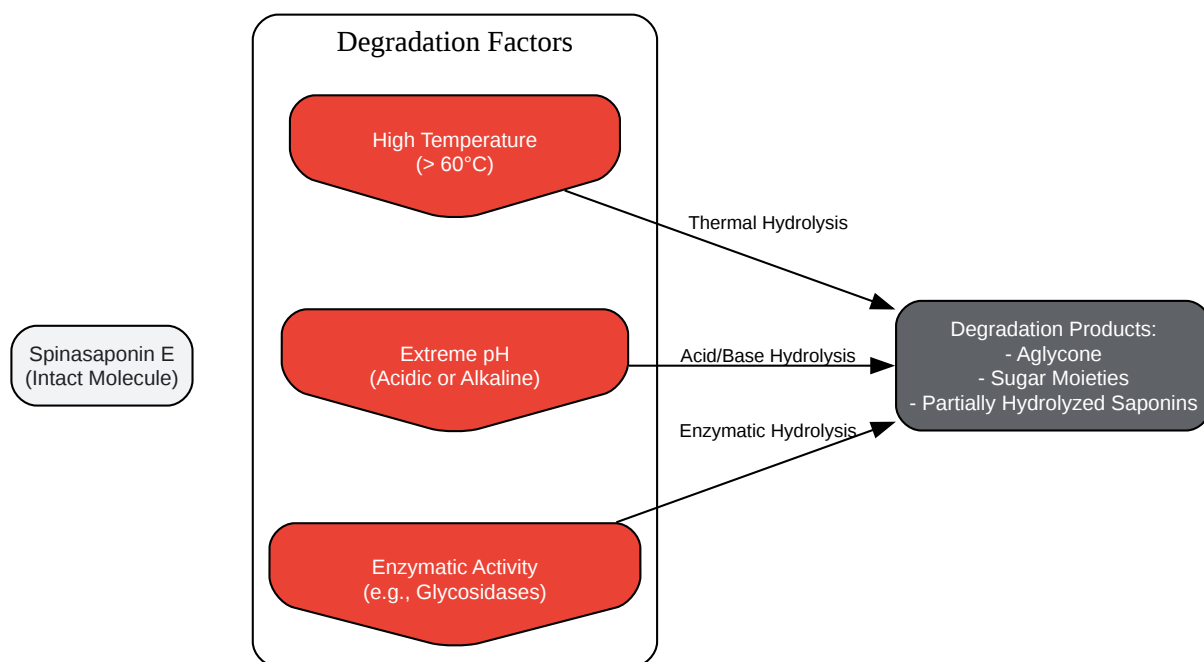 Degradation Factors
High Temperature
(> 60°C)
Thermal Hydrolysis
Spinasaponin E
(Intact Molecule)
Extreme pH
(Acidic or Alkaline)
Acid/Base Hydrolysis
Degradation Products:
- Aglycone
- Sugar Moieties
- Partially Hydrolyzed Saponins
Enzymatic Hydrolysis
Enzymatic Activity
(e.g., Glycosidases)